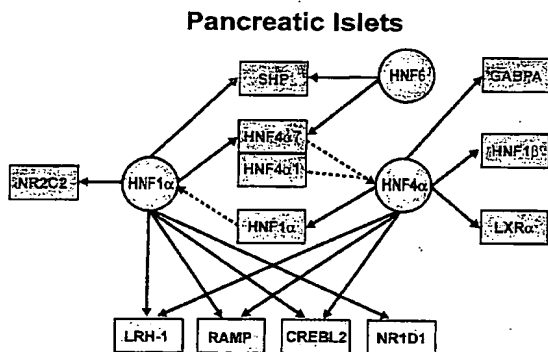 Pancreatic Islets
SHP
HNF6
GABPA
HNF4α7
HNF4α1
HNF1β
NR2C2
HNF1α
HNF4α
HNF1α
LXRα
LRH-1
RAMP
CREBL2
NR1D1